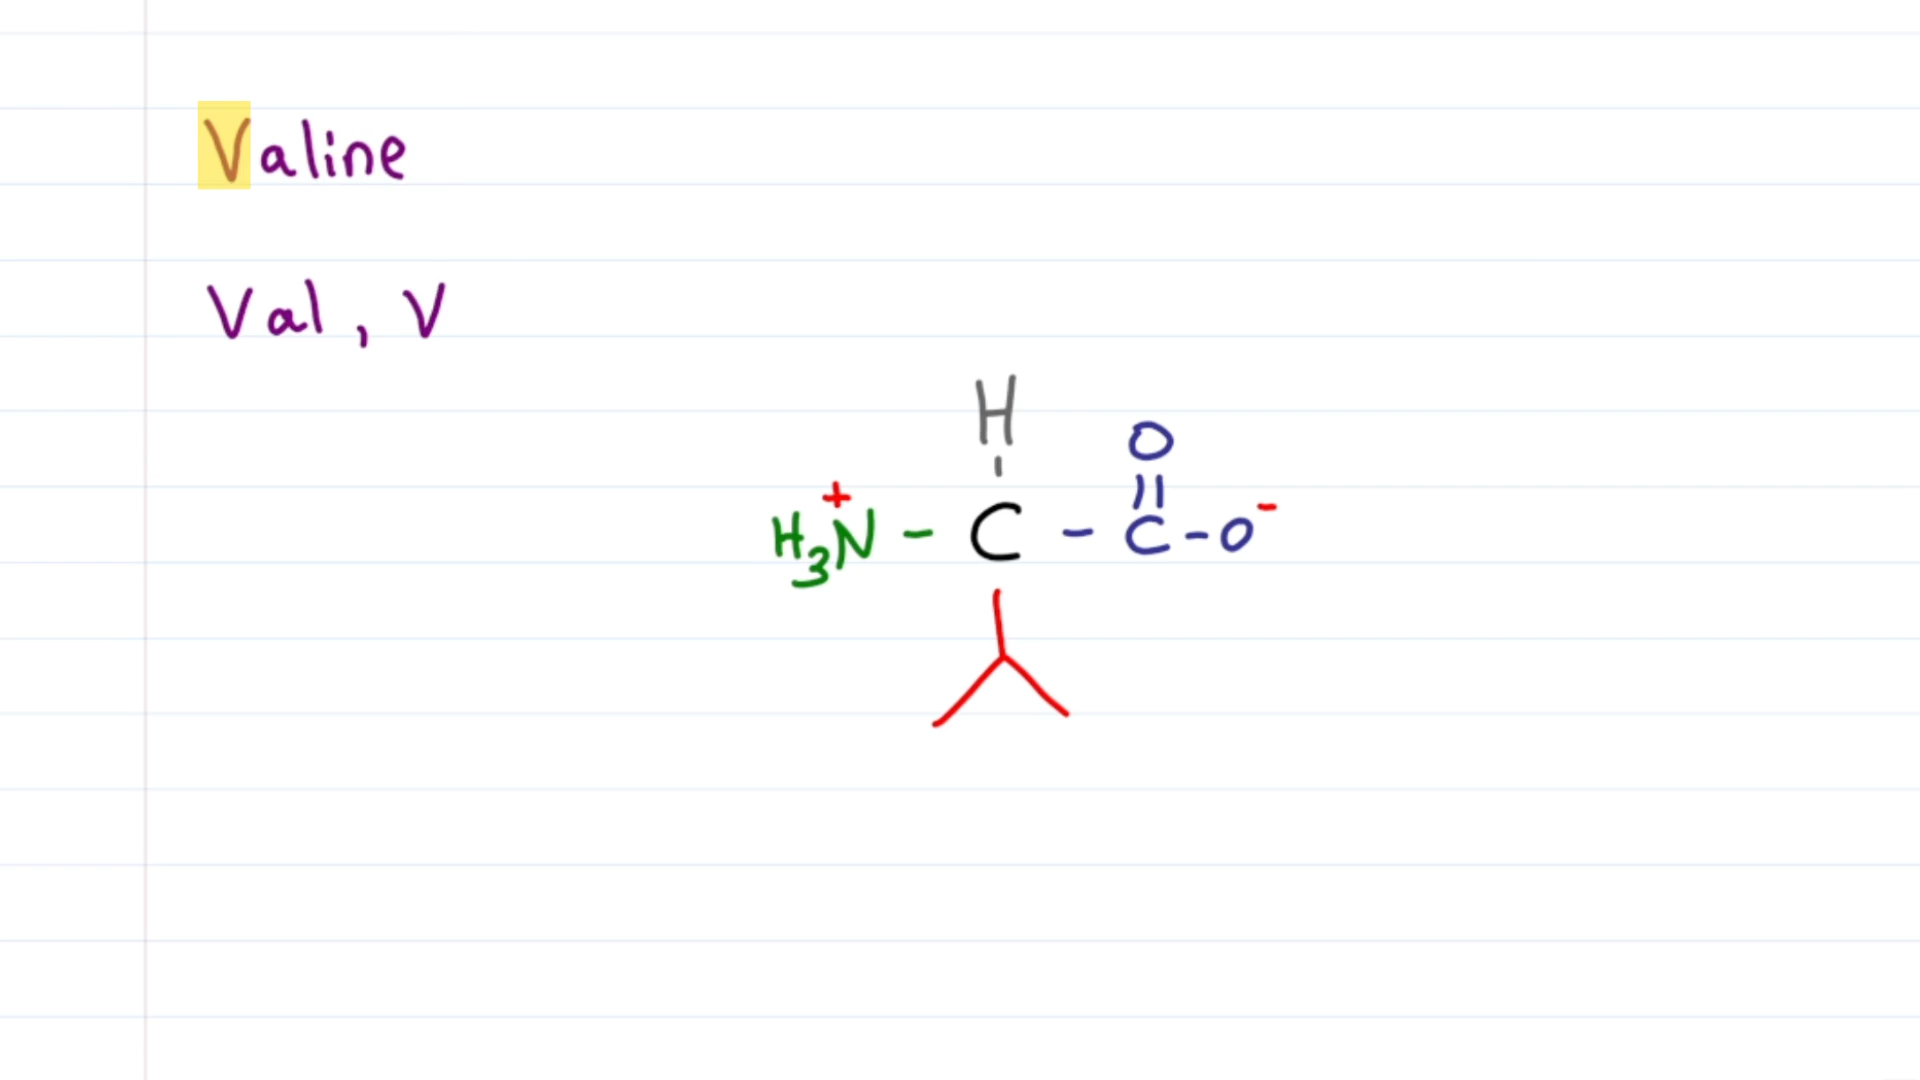 Valine
Val, V
H
O
+
-
H₃N - C - C - O